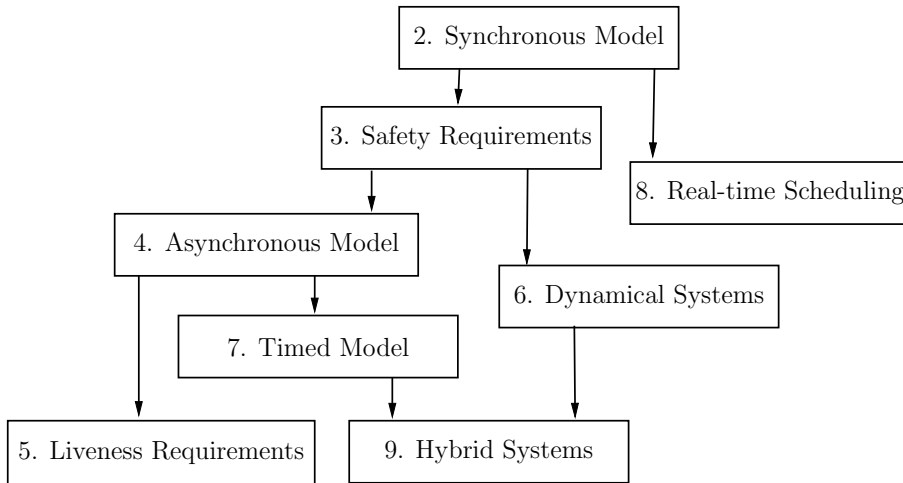 2. Synchronous Model
3. Safety Requirements
8. Real-time Scheduling
4. Asynchronous Model
6. Dynamical Systems
7. Timed Model
5. Liveness Requirements
9. Hybrid Systems